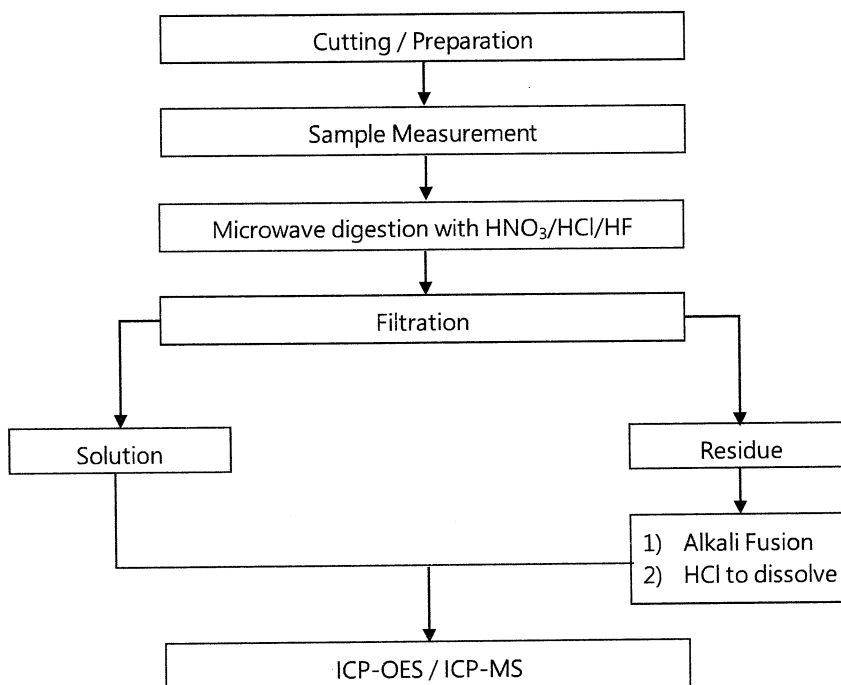 Cutting / Preparation
Sample Measurement
Microwave digestion with HNO₃/HCl/HF
Filtration
Solution
Residue
1) Alkali Fusion
2) HCl to dissolve
ICP-OES / ICP-MS